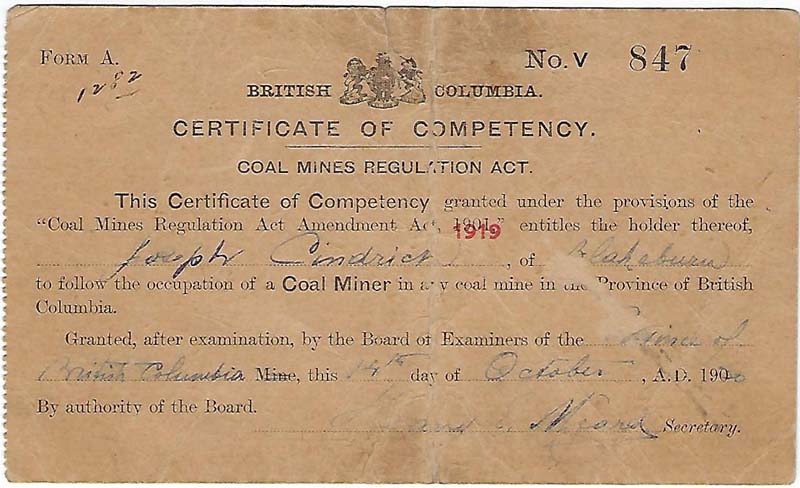 FORM A.
No. V 847
1282
BRITISH COLUMBIA.
CERTIFICATE OF COMPETENCY.
COAL MINES REGULATION ACT.
This Certificate of Competency granted under the provisions of the
"Coal Mines Regulation Act Amendment Act, 1901," entitles the holder thereof,
1919
Joseph Cindrich, of Blakeburn
to follow the occupation of a Coal Miner in any coal mine in the Province of British
Columbia.
Granted, after examination, by the Board of Examiners of the of
British Columbia Mine, this 14th day of October, A.D. 190
By authority of the Board.
Secretary.